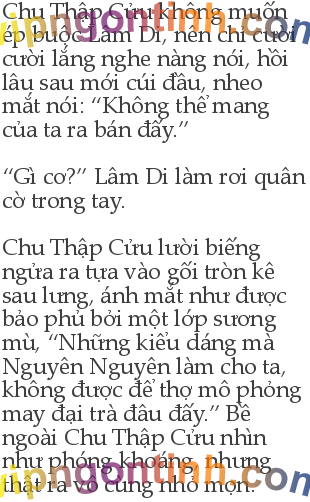 Chu Thập Cửu không muốn
ép buộc Lâm Di, nên chỉ cười
cười lắng nghe nàng nói, hồi
lâu sau mới cúi đầu, nheo
mắt nói: “Không thể mang
của ta ra bán đấy.”
“Gì cơ?” Lâm Di làm rơi quân
cờ trong tay.
Chu Thập Cửu lười biếng
ngửa ra tựa vào gối tròn kê
sau lưng, ánh mắt như được
bảo phủ bởi một lớp sương
mù, “Những kiểu dáng mà
Nguyên Nguyên làm cho ta,
không được để thợ mô phỏng
may đại trà đâu đấy.” Bề
ngoài Chu Thập Cửu nhìn
như phóng khoáng, nhưng
thật ra vô cùng nhỏ mọn.
vipngontinh.com
vipngontinh.com